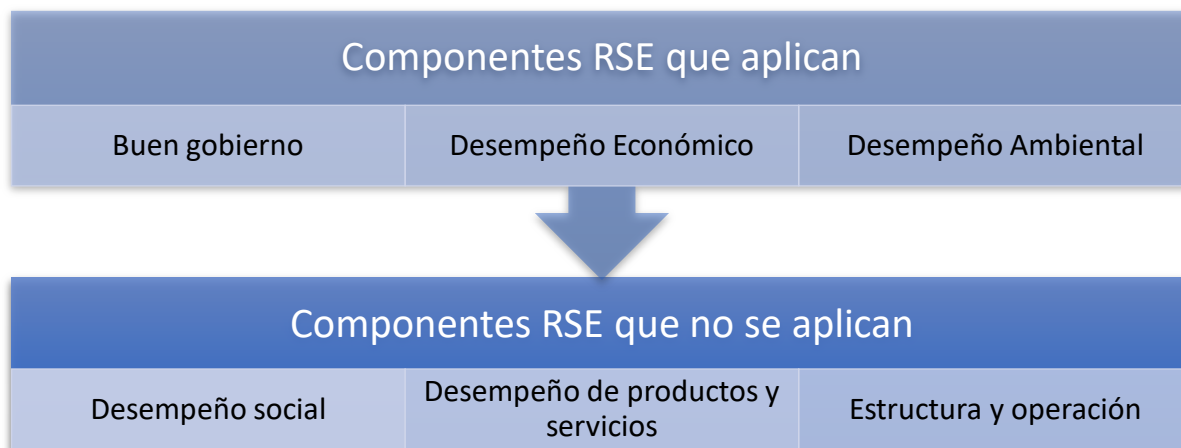 Componentes RSE que aplican
Buen gobierno
Desempeño Económico
Desempeño Ambiental
Componentes RSE que no se aplican
Desempeño social
Desempeño de productos y
servicios
Estructura y operación